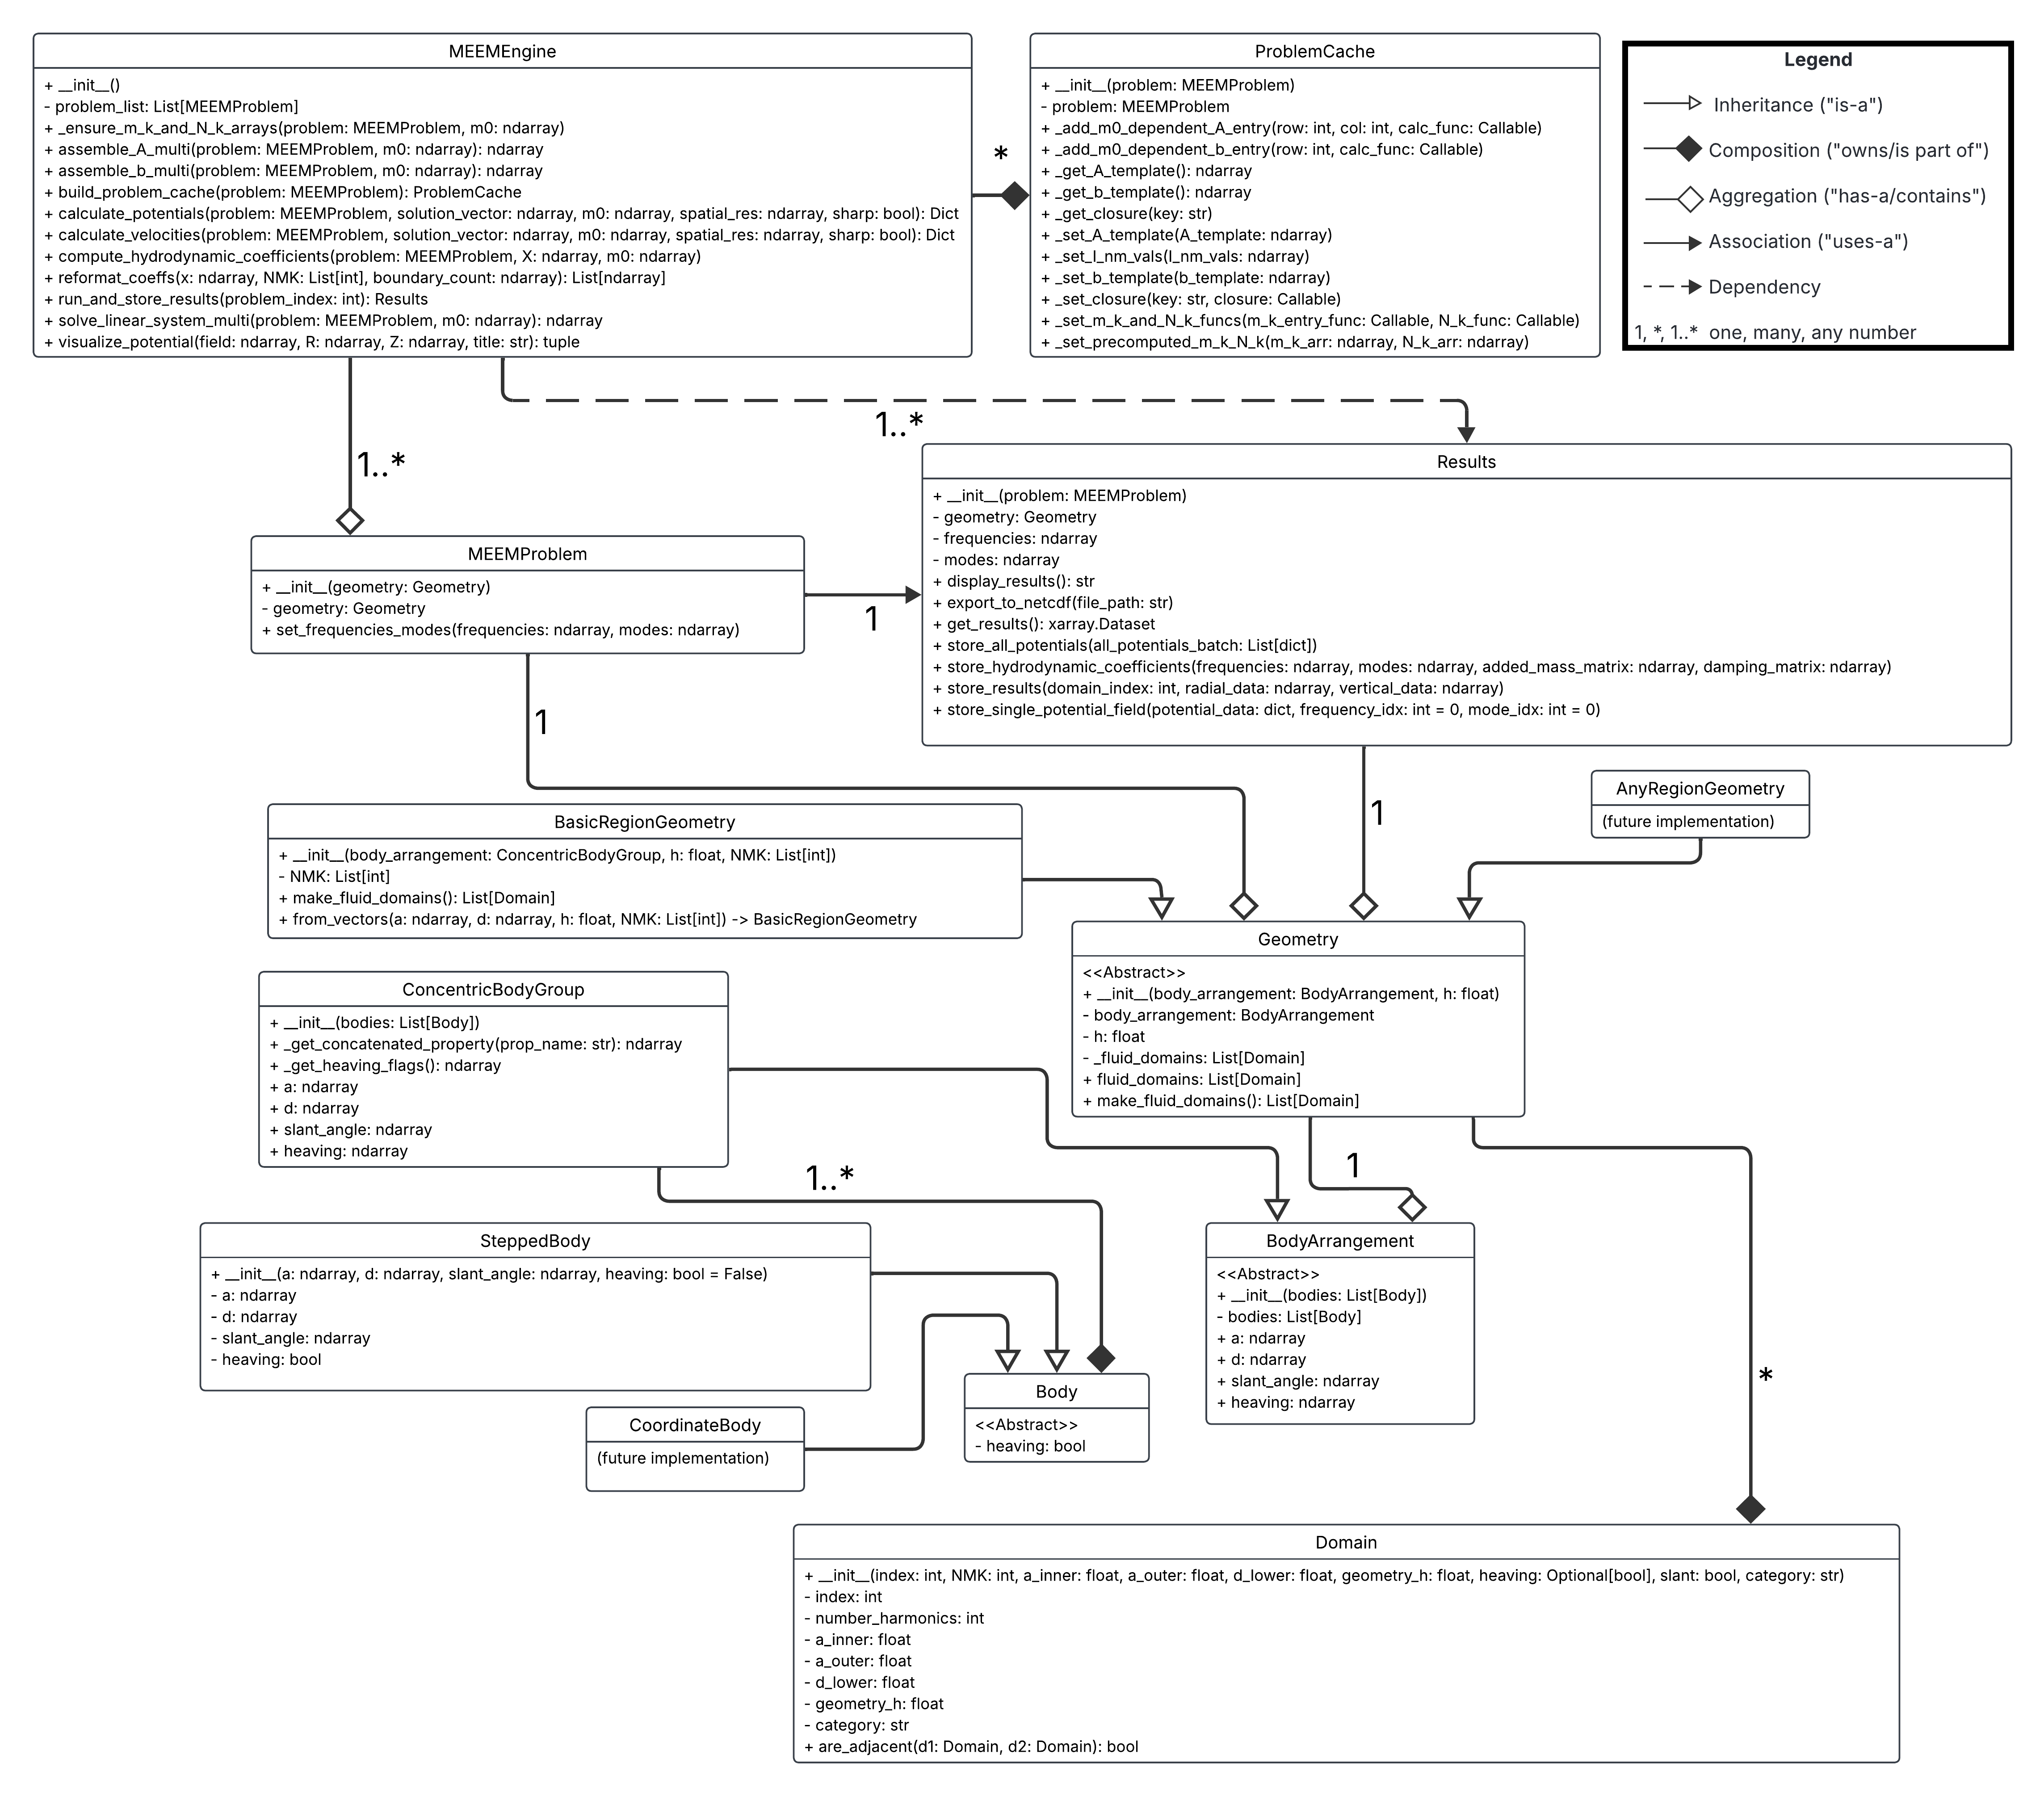 MEEMEngine
+ __init__()
- problem_list: List[MEEMProblem]
+ _ensure_m_k_and_N_k_arrays(problem: MEEMProblem, m0: ndarray)
+ assemble_A_multi(problem: MEEMProblem, m0: ndarray): ndarray
+ assemble_b_multi(problem: MEEMProblem, m0: ndarray): ndarray
+ build_problem_cache(problem: MEEMProblem): ProblemCache
+ calculate_potentials(problem: MEEMProblem, solution_vector: ndarray, m0: ndarray, spatial_res: ndarray, sharp: bool): Dict
+ calculate_velocities(problem: MEEMProblem, solution_vector: ndarray, m0: ndarray, spatial_res: ndarray, sharp: bool): Dict
+ compute_hydrodynamic_coefficients(problem: MEEMProblem, X: ndarray, m0: ndarray)
+ reformat_coeffs(x: ndarray, NMK: List[int], boundary_count: ndarray): List[ndarray]
+ run_and_store_results(problem_index: int): Results
+ solve_linear_system_multi(problem: MEEMProblem, m0: ndarray): ndarray
+ visualize_potential(field: ndarray, R: ndarray, Z: ndarray, title: str): tuple
*
ProblemCache
+ __init__(problem: MEEMProblem)
- problem: MEEMProblem
+ _add_m0_dependent_A_entry(row: int, col: int, calc_func: Callable)
+ _add_m0_dependent_b_entry(row: int, calc_func: Callable)
+ _get_A_template(): ndarray
+ _get_b_template(): ndarray
+ _get_closure(key: str)
+ _set_A_template(A_template: ndarray)
+ _set_I_nm_vals(I_nm_vals: ndarray)
+ _set_b_template(b_template: ndarray)
+ _set_closure(key: str, closure: Callable)
+ _set_m_k_and_N_k_funcs(m_k_entry_func: Callable, N_k_func: Callable)
+ _set_precomputed_m_k_N_k(m_k_arr: ndarray, N_k_arr: ndarray)
Legend
Inheritance ("is-a")
Composition ("owns/is part of")
Aggregation ("has-a/contains")
Association ("uses-a")
Dependency
1, *, 1..* one, many, any number
1..*
1..*
Results
+ __init__(problem: MEEMProblem)
- geometry: Geometry
- frequencies: ndarray
- modes: ndarray
+ display_results(): str
+ export_to_netcdf(file_path: str)
+ get_results(): xarray.Dataset
+ store_all_potentials(all_potentials_batch: List[dict])
+ store_hydrodynamic_coefficients(frequencies: ndarray, modes: ndarray, added_mass_matrix: ndarray, damping_matrix: ndarray)
+ store_results(domain_index: int, radial_data: ndarray, vertical_data: ndarray)
+ store_single_potential_field(potential_data: dict, frequency_idx: int = 0, mode_idx: int = 0)
MEEMProblem
+ __init__(geometry: Geometry)
- geometry: Geometry
+ set_frequencies_modes(frequencies: ndarray, modes: ndarray)
1
1
1
AnyRegionGeometry
(future implementation)
BasicRegionGeometry
+ __init__(body_arrangement: ConcentricBodyGroup, h: float, NMK: List[int])
- NMK: List[int]
+ make_fluid_domains(): List[Domain]
+ from_vectors(a: ndarray, d: ndarray, h: float, NMK: List[int]) -> BasicRegionGeometry
Geometry
<<Abstract>>
+ __init__(body_arrangement: BodyArrangement, h: float)
- body_arrangement: BodyArrangement
- h: float
- _fluid_domains: List[Domain]
+ fluid_domains: List[Domain]
+ make_fluid_domains(): List[Domain]
ConcentricBodyGroup
+ __init__(bodies: List[Body])
+ _get_concatenated_property(prop_name: str): ndarray
+ _get_heaving_flags(): ndarray
+ a: ndarray
+ d: ndarray
+ slant_angle: ndarray
+ heaving: ndarray
1..*
1
SteppedBody
+ __init__(a: ndarray, d: ndarray, slant_angle: ndarray, heaving: bool = False)
- a: ndarray
- d: ndarray
- slant_angle: ndarray
- heaving: bool
BodyArrangement
<<Abstract>>
+ __init__(bodies: List[Body])
- bodies: List[Body]
+ a: ndarray
+ d: ndarray
+ slant_angle: ndarray
+ heaving: ndarray
*
Body
<<Abstract>>
- heaving: bool
CoordinateBody
(future implementation)
Domain
+ __init__(index: int, NMK: int, a_inner: float, a_outer: float, d_lower: float, geometry_h: float, heaving: Optional[bool], slant: bool, category: str)
- index: int
- number_harmonics: int
- a_inner: float
- a_outer: float
- d_lower: float
- geometry_h: float
- category: str
+ are_adjacent(d1: Domain, d2: Domain): bool